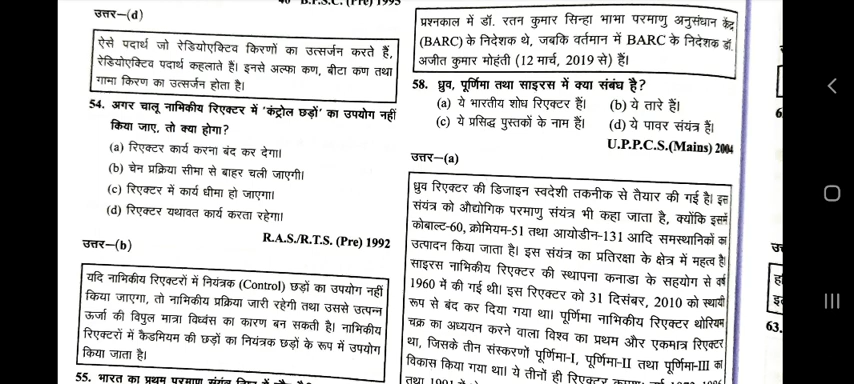 B.P.S.C. (Pre) 1995
उत्तर–(d)
ऐसे पदार्थ जो रेडियोएक्टिव किरणों का उत्सर्जन करते हैं,
रेडियोएक्टिव पदार्थ कहलाते हैं। इनसे अल्फा कण, बीटा कण तथा
गामा किरण का उत्सर्जन होता है।
54. अगर चालू नाभिकीय रिएक्टर में 'कंट्रोल छड़ों' का उपयोग नहीं
किया जाए, तो क्या होगा?
(a) रिएक्टर कार्य करना बंद कर देगा।
(b) चेन प्रक्रिया सीमा से बाहर चली जाएगी।
(c) रिएक्टर में कार्य धीमा हो जाएगा।
(d) रिएक्टर यथावत कार्य करता रहेगा।
R.A.S./R.T.S. (Pre) 1992
उत्तर–(b)
यदि नाभिकीय रिएक्टरों में नियंत्रक (Control) छड़ों का उपयोग नहीं
किया जाएगा, तो नाभिकीय प्रक्रिया जारी रहेगी तथा उससे उत्पन्न
ऊर्जा की विपुल मात्रा विध्वंस का कारण बन सकती है। नाभिकीय
रिएक्टरों में कैडमियम की छड़ों का नियंत्रक छड़ों के रूप में उपयोग
किया जाता है।
55. भारत का प्रथम परमाणु संयंत्र
प्रश्नकाल में डॉ. रतन कुमार सिन्हा भाभा परमाणु अनुसंधान केंद्र
(BARC) के निदेशक थे, जबकि वर्तमान में BARC के निदेशक डॉ.
अजीत कुमार मोहंती (12 मार्च, 2019 से) हैं।
58. ध्रुव, पूर्णिमा तथा साइरस में क्या संबंध है?
(a) ये भारतीय शोध रिएक्टर हैं। (b) ये तारे हैं।
(c) ये प्रसिद्ध पुस्तकों के नाम हैं। (d) ये पावर संयंत्र हैं।
U.P.P.C.S.(Mains) 2004
उत्तर–(a)
ध्रुव रिएक्टर की डिजाइन स्वदेशी तकनीक से तैयार की गई है। इस
संयंत्र को औद्योगिक परमाणु संयंत्र भी कहा जाता है, क्योंकि इसमें
कोबाल्ट-60, क्रोमियम-51 तथा आयोडीन-131 आदि समस्थानिकों का
उत्पादन किया जाता है। इस संयंत्र का प्रतिरक्षा के क्षेत्र में महत्व है।
साइरस नाभिकीय रिएक्टर की स्थापना कनाडा के सहयोग से वर्ष
1960 में की गई थी। इस रिएक्टर को 31 दिसंबर, 2010 को स्थायी
रूप से बंद कर दिया गया था। पूर्णिमा नाभिकीय रिएक्टर थोरियम
चक्र का अध्ययन करने वाला विश्व का प्रथम और एकमात्र रिएक्टर
था, जिसके तीन संस्करणों पूर्णिमा-I, पूर्णिमा-II तथा पूर्णिमा-III का
विकास किया गया था। ये तीनों ही रिएक्टर
तथा
63.